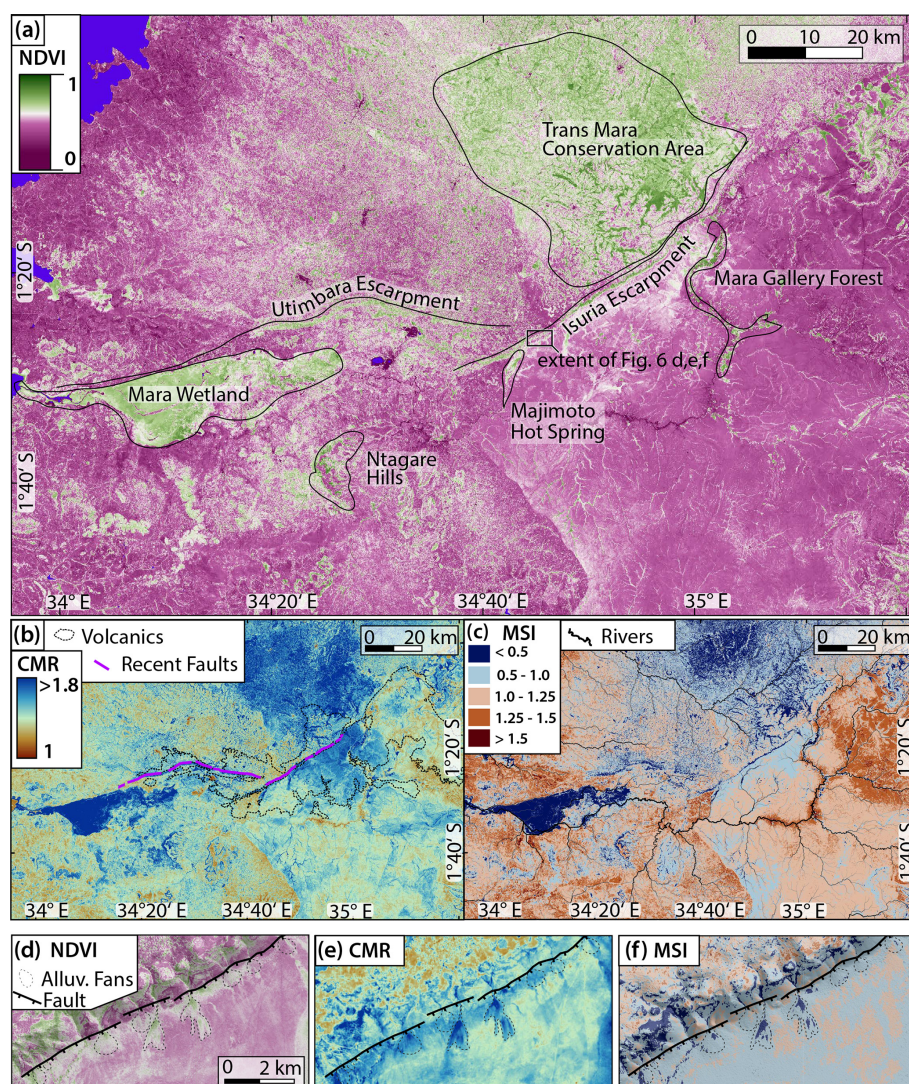 (a)
NDVI
1
0
0 10 20 km
Trans Mara
Conservation Area
1°20‘ S
Utimbara Escarpment
Isuria Escarpment
Mara Gallery Forest
extent of Fig. 6 d,e,f
Mara Wetland
Majimoto
Hot Spring
Ntagare
Hills
1°40‘ S
34° E
34°20‘ E
34°40‘ E
35° E
(b)
Volcanics
Recent Faults
CMR
>1.8
1
0 20 km
1°20‘ S
1°40‘ S
34° E
34°20‘ E
34°40‘ E
35° E
(c)
MSI
< 0.5
0.5 - 1.0
1.0 - 1.25
1.25 - 1.5
> 1.5
Rivers
0 20 km
1°20‘ S
1°40‘ S
34° E
34°20‘ E
34°40‘ E
35° E
(d) NDVI
Alluv. Fans
Fault
0 2 km
(e) CMR
(f) MSI